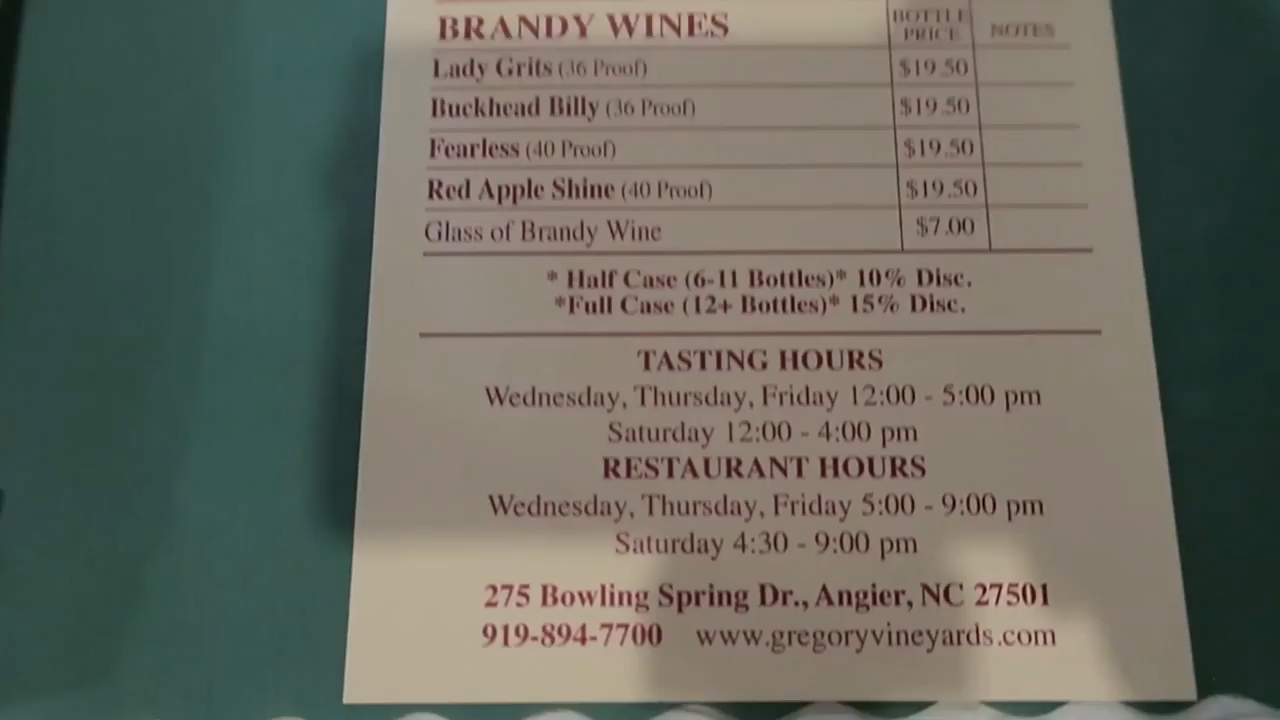 BRANDY WINES BOTTLE PRICE NOTES
Lady Grits (36 Proof) $19.50
Buckhead Billy (36 Proof) $19.50
Fearless (40 Proof) $19.50
Red Apple Shine (40 Proof) $19.50
Glass of Brandy Wine $7.00
* Half Case (6-11 Bottles)* 10% Disc.
*Full Case (12+ Bottles)* 15% Disc.
TASTING HOURS
Wednesday, Thursday, Friday 12:00 - 5:00 pm
Saturday 12:00 - 4:00 pm
RESTAURANT HOURS
Wednesday, Thursday, Friday 5:00 - 9:00 pm
Saturday 4:30 - 9:00 pm
275 Bowling Spring Dr., Angier, NC 27501
919-894-7700 www.gregoryvineyards.com